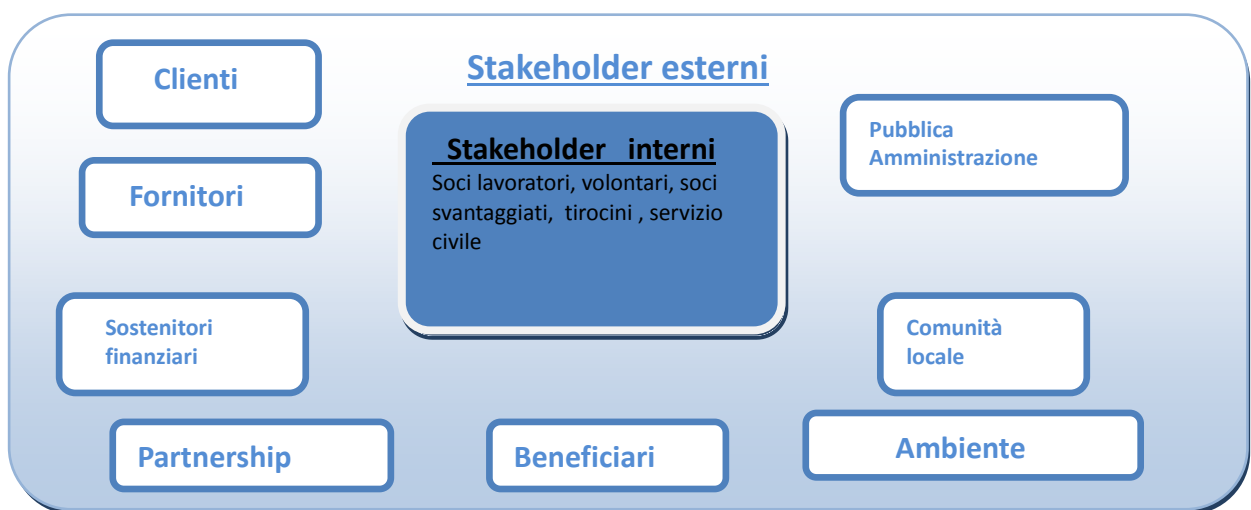 Clienti
Stakeholder esterni
Stakeholder interni
Soci lavoratori, volontari, soci
svantaggiati, tirocini , servizio
civile
Pubblica
Amministrazione
Fornitori
Sostenitori
finanziari
Comunità
locale
Partnership
Beneficiari
Ambiente